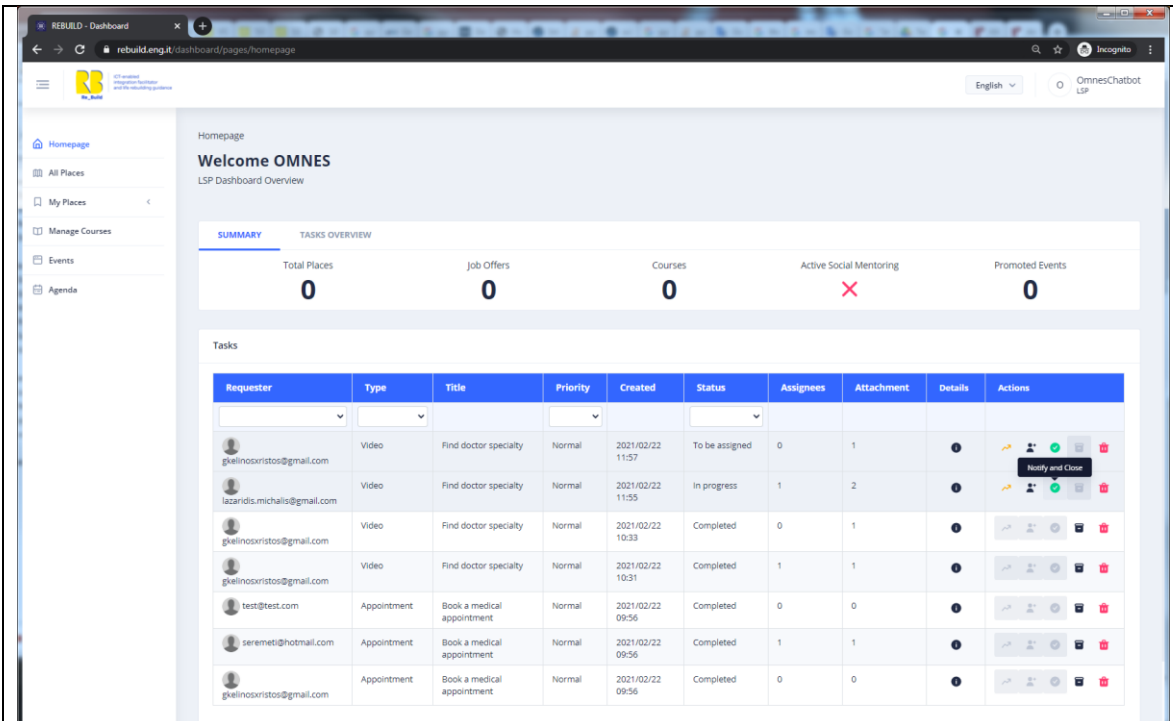 REBUILD - Dashboard
rebuild.eng.it/dashboard/pages/homepage
Incognito
Re_Build
ICT-enabled
integration facilitator
and life rebuilding guidance
English
O
OmnesChatbot
LSP
Homepage
All Places
My Places
Manage Courses
Events
Agenda
Homepage
Welcome OMNES
LSP Dashboard Overview
SUMMARY TASKS OVERVIEW
Total Places Job Offers Courses Active Social Mentoring Promoted Events
0 0 0 0
Tasks
Requester Type Title Priority Created Status Assignees Attachment Details Actions
gkelinosxristos@gmail.com Video Find doctor specialty Normal 2021/02/22 11:57 To be assigned 0 1
Notify and Close
lazaridis.michalis@gmail.com Video Find doctor specialty Normal 2021/02/22 11:55 In progress 1 2
gkelinosxristos@gmail.com Video Find doctor specialty Normal 2021/02/22 10:33 Completed 0 1
gkelinosxristos@gmail.com Video Find doctor specialty Normal 2021/02/22 10:31 Completed 1 1
test@test.com Appointment Book a medical appointment Normal 2021/02/22 09:56 Completed 0 0
seremeti@hotmail.com Appointment Book a medical appointment Normal 2021/02/22 09:56 Completed 1 1
gkelinosxristos@gmail.com Appointment Book a medical appointment Normal 2021/02/22 09:56 Completed 0 0